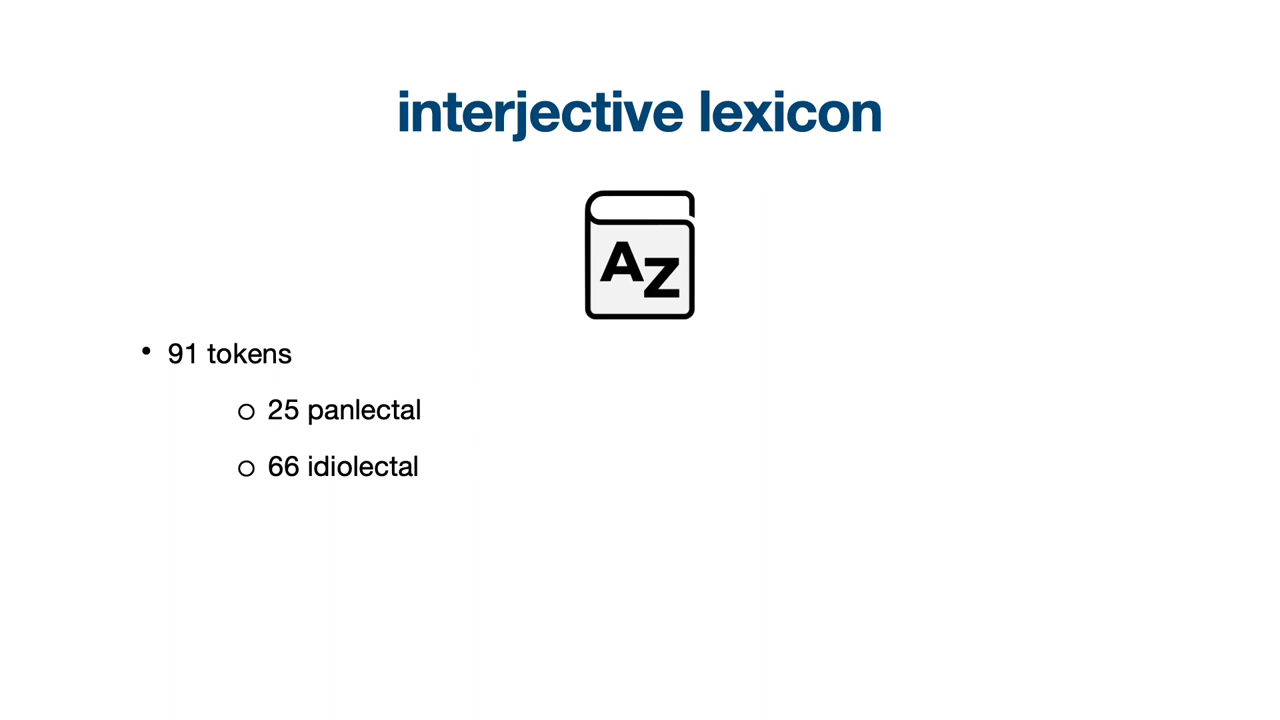 interjective lexicon
AZ
• 91 tokens
○ 25 panlectal
○ 66 idiolectal